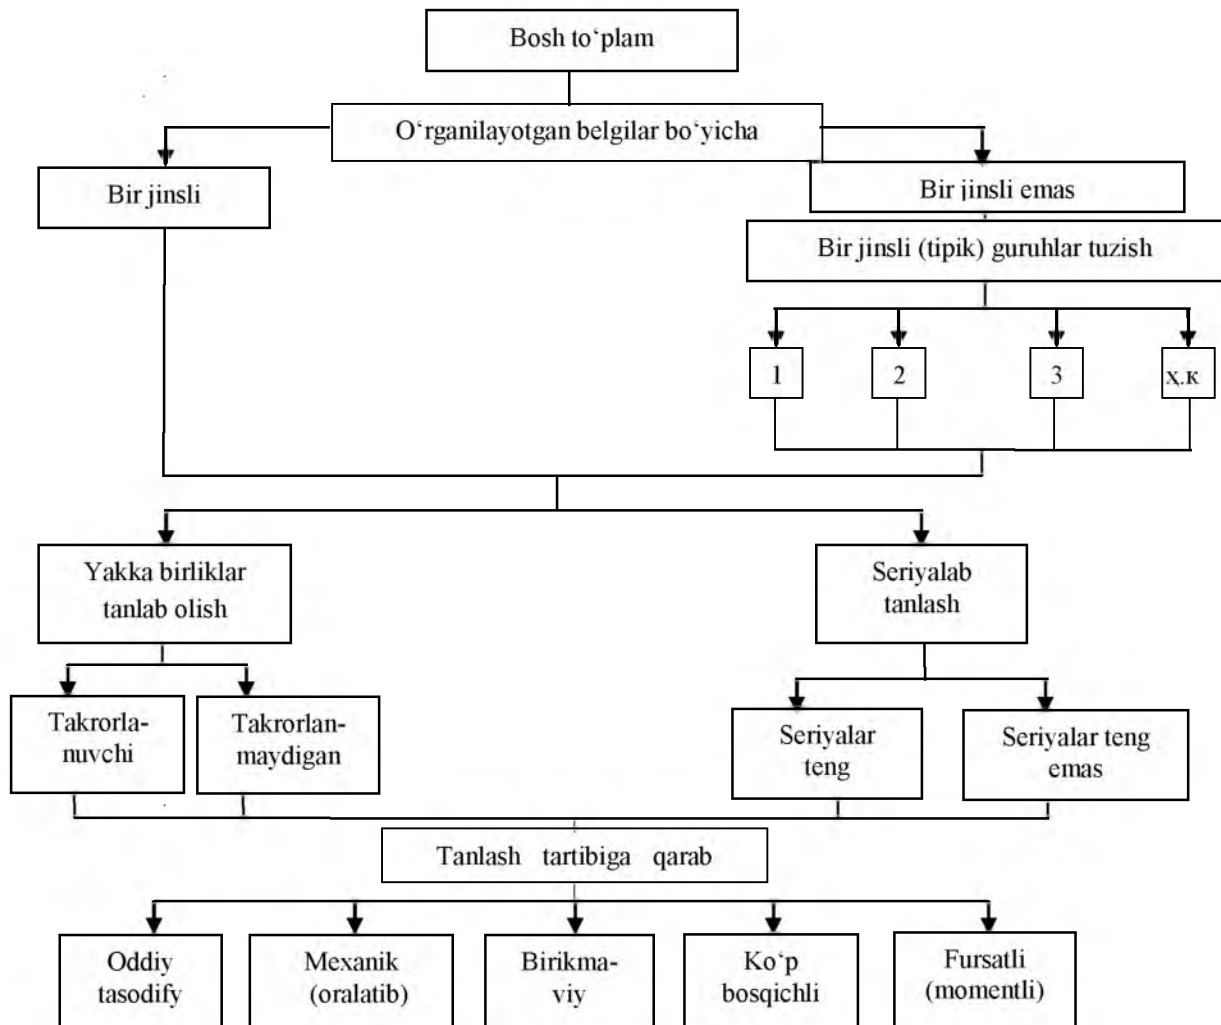 Bosh to‘plam
O‘rganilayotgan belgilar bo‘yicha
Bir jinsli
Bir jinsli emas
Bir jinsli (tipik) guruhlar tuzish
1
2
3
ҳ.к
Yakka birliklar
tanlab olish
Seriyalab
tanlash
Takrorla-
nuvchi
Takrorlan-
maydigan
Seriyalar
teng
Seriyalar teng
emas
Tanlash tartibiga qarab
Oddiy
tasodify
Mexanik
(oralatib)
Birikma-
viy
Ko‘p
bosqichli
Fursatli
(momentli)